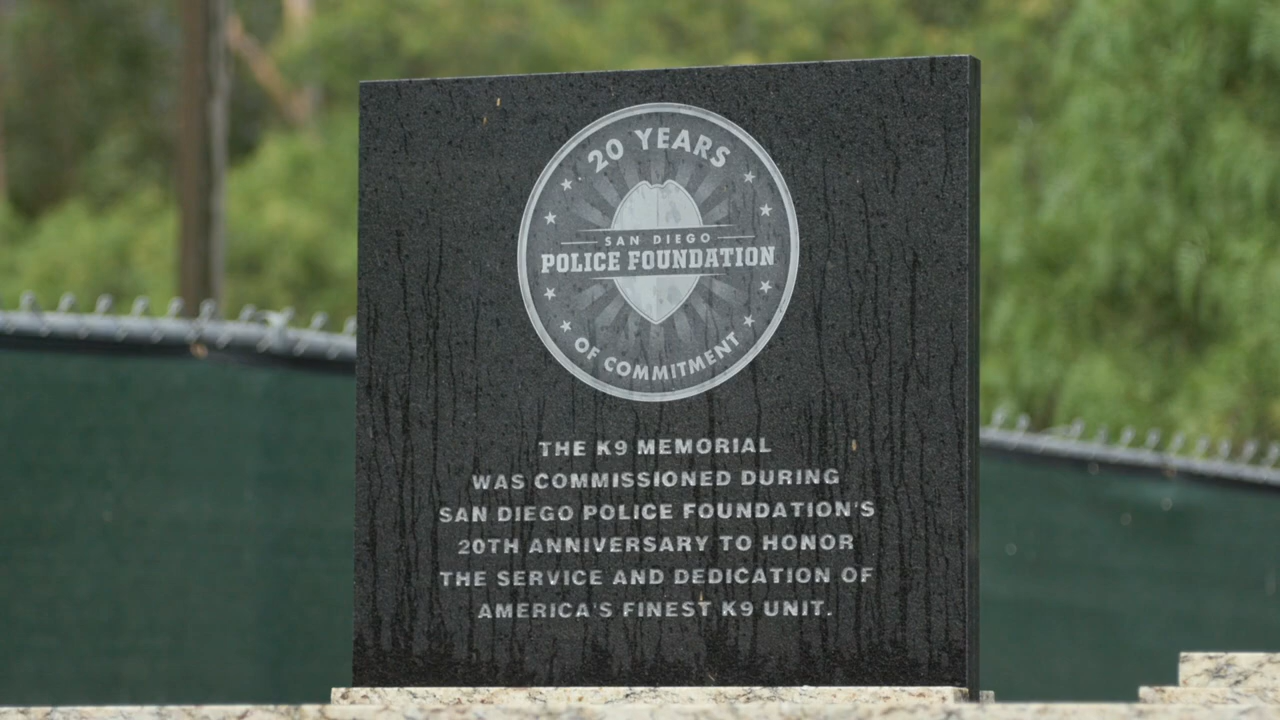 20 YEARS
SAN DIEGO
POLICE FOUNDATION
OF COMMITMENT
THE K9 MEMORIAL
WAS COMMISSIONED DURING
SAN DIEGO POLICE FOUNDATION'S
20TH ANNIVERSARY TO HONOR
THE SERVICE AND DEDICATION OF
AMERICA'S FINEST K9 UNIT.